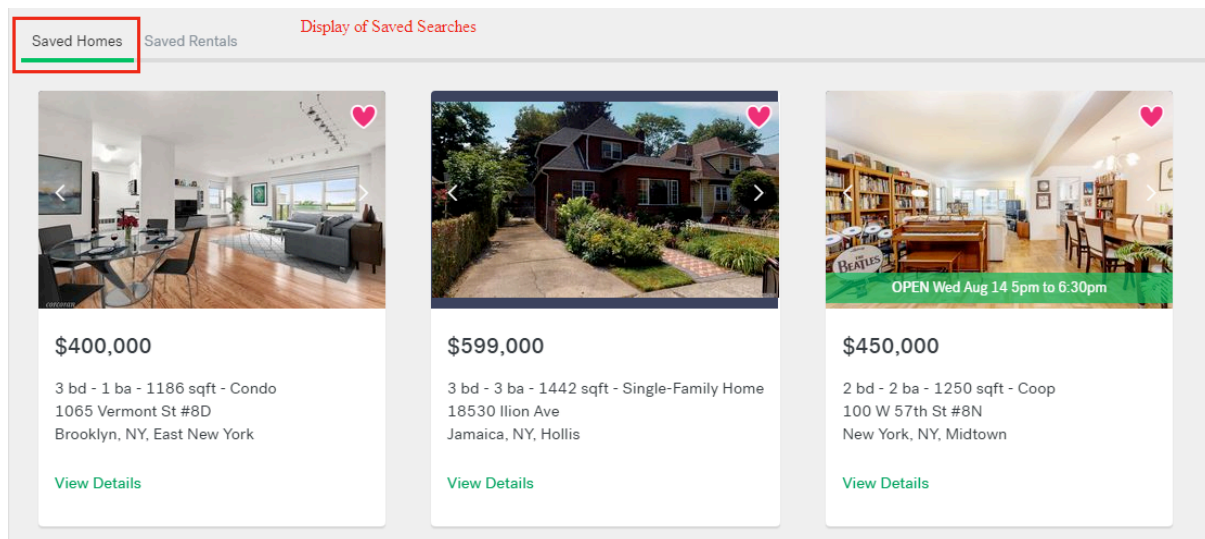 Display of Saved Searches
Saved Homes
Saved Rentals
corcoran
THE
BEATLES
OPEN Wed Aug 14 5pm to 6:30pm
$400,000
3 bd - 1 ba - 1186 sqft - Condo
1065 Vermont St #8D
Brooklyn, NY, East New York
View Details
$599,000
3 bd - 3 ba - 1442 sqft - Single-Family Home
18530 Ilion Ave
Jamaica, NY, Hollis
View Details
$450,000
2 bd - 2 ba - 1250 sqft - Coop
100 W 57th St #8N
New York, NY, Midtown
View Details